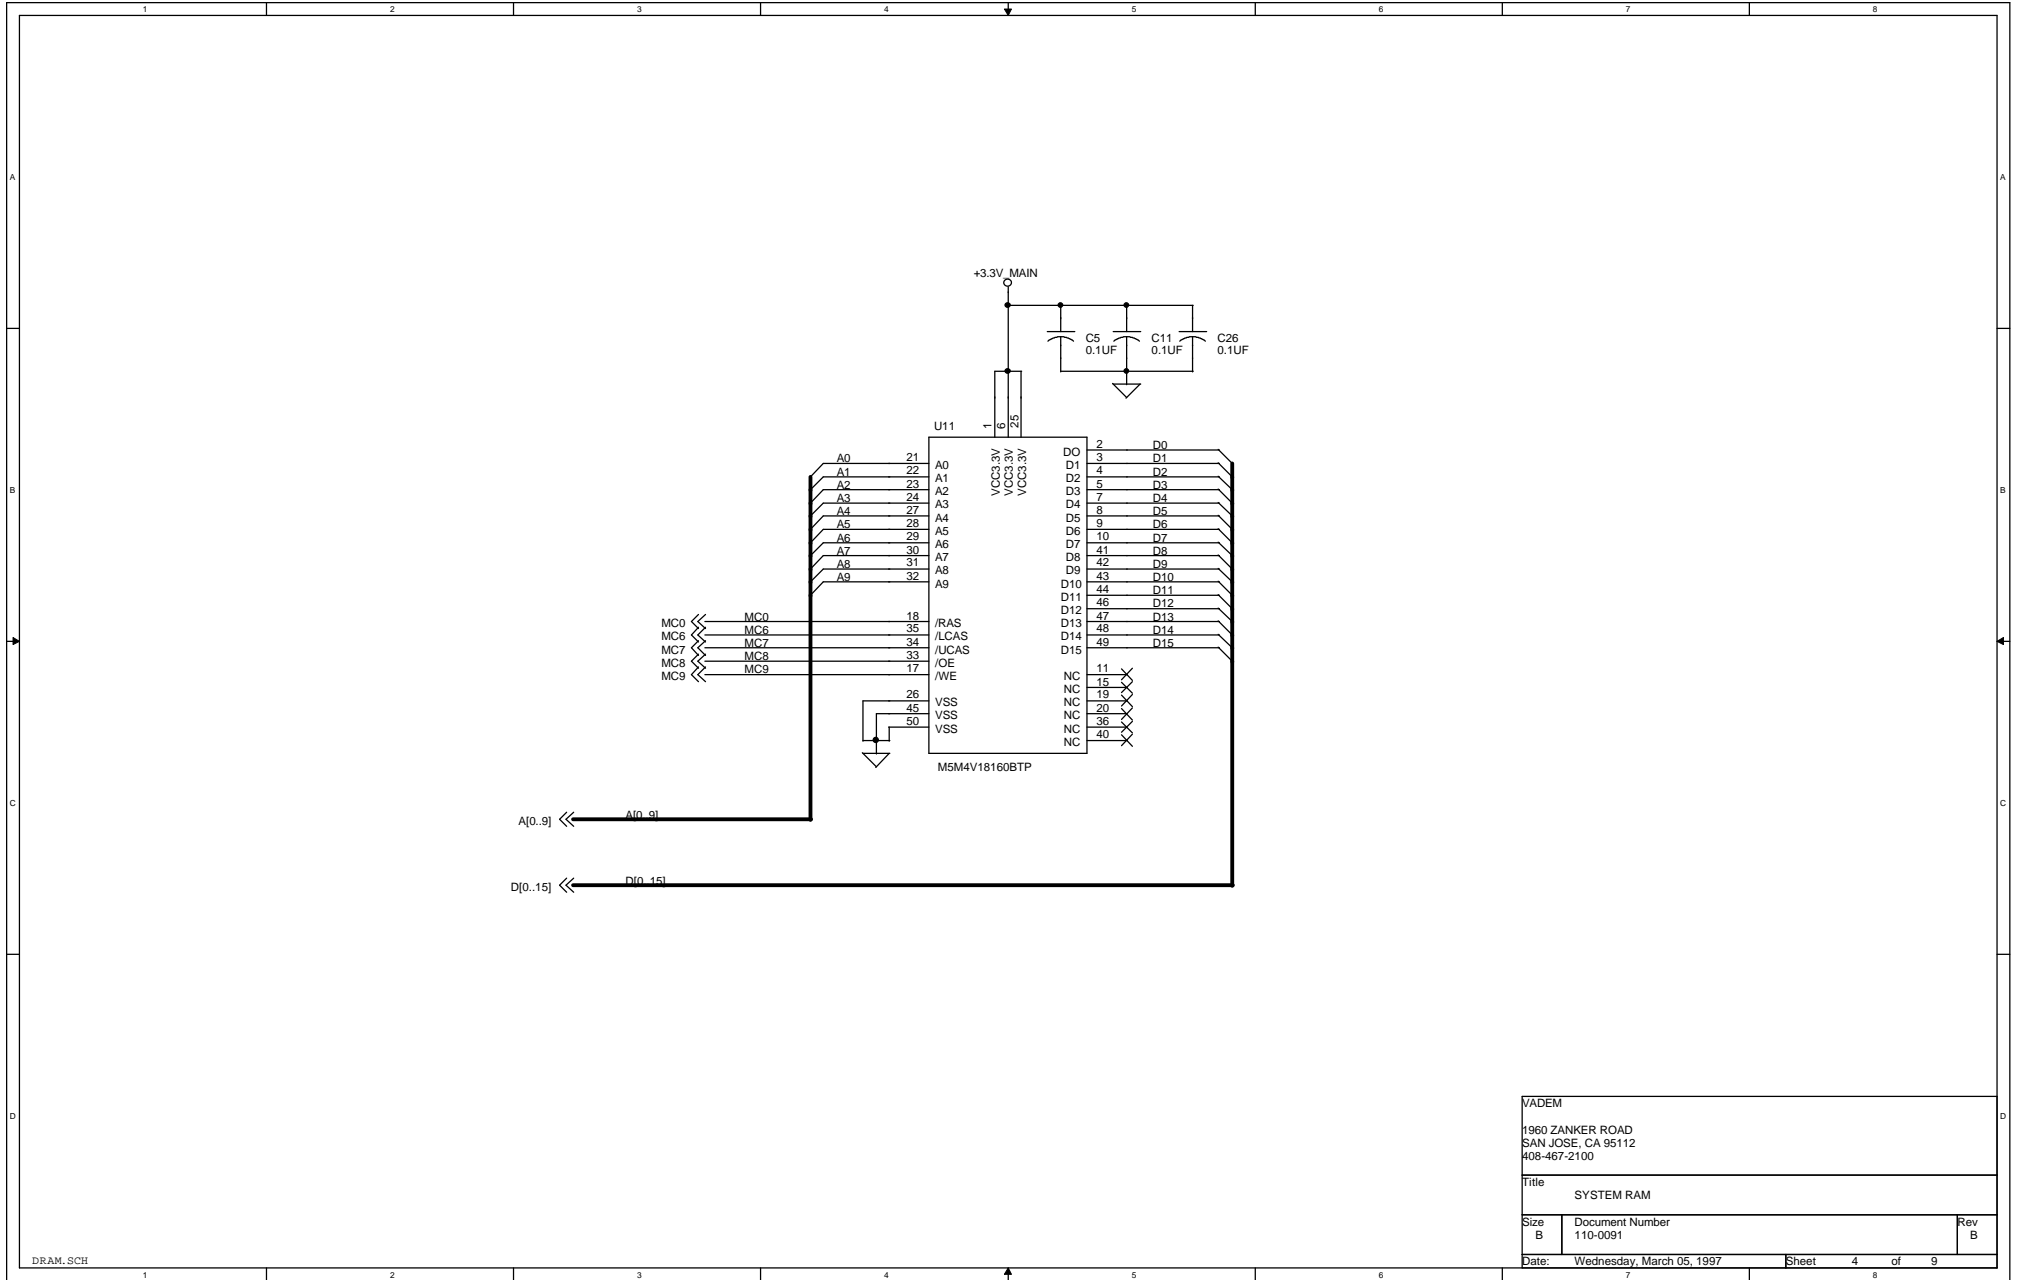 1 2 3 4 5 6 7 8
A A
+3.3V_MAIN
C5 C11 C26
0.1UF 0.1UF 0.1UF
U11
1 6 25
VCC3.3V VCC3.3V VCC3.3V
DO 2 D0
A0 21 A0 D1 3 D1
A1 22 A1 D2 4 D2
A2 23 A2 D3 5 D3
A3 24 A3 D4 7 D4
A4 27 A4 D5 8 D5
A5 28 A5 D6 9 D6
A6 29 A6 D7 10 D7
A7 30 A7 D8 41 D8
A8 31 A8 D9 42 D9
A9 32 A9 D10 43 D10
D11 44 D11
D12 46 D12
MC0 MC0 18 /RAS D13 47 D13
MC6 MC6 35 /LCAS D14 48 D14
MC7 MC7 34 /UCAS D15 49 D15
MC8 MC8 33 /OE
MC9 MC9 17 /WE NC 11
NC 15
26 VSS NC 19
45 VSS NC 20
50 VSS NC 36
NC 40
M5M4V18160BTP
B B
C C
A[0..9] A[0..9]
D[0..15] D[0..15]
D D
VADEM
1960 ZANKER ROAD
SAN JOSE, CA 95112
408-467-2100
Title
SYSTEM RAM
Size Document Number Rev
B 110-0091 B
Date: Wednesday, March 05, 1997 Sheet 4 of 9
DRAM.SCH
1 2 3 4 5 6 7 8